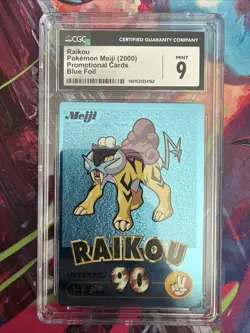 CGC
CERTIFIED GUARANTY COMPANY
Raikou
Pokémon Meiji (2000)
Promotional Cards
Blue Foil
MINT
9
Meiji
RAIKOU
90